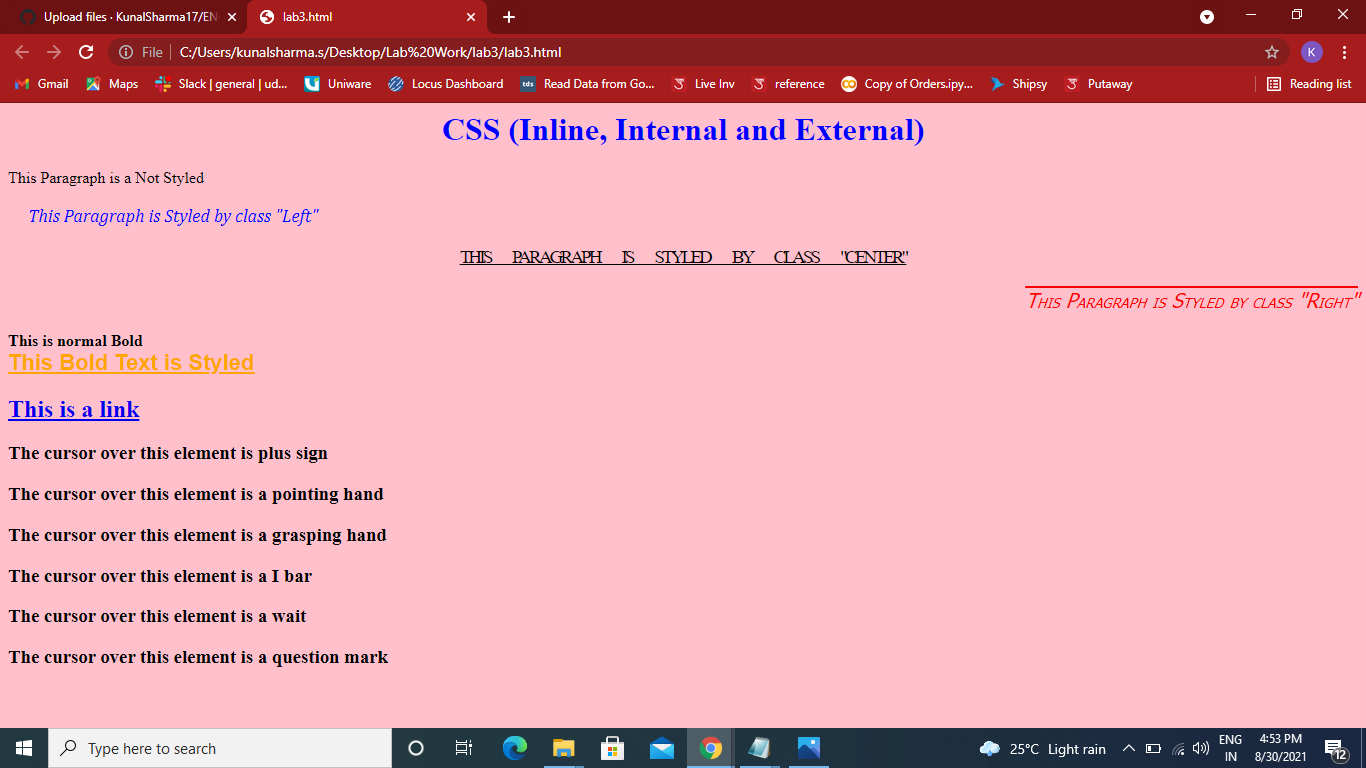 Upload files · KunalSharma17/EN
lab3.html
File
C:/Users/kunalsharma.s/Desktop/Lab%20Work/lab3/lab3.html
K
Gmail
Maps
Slack | general | ud...
Uniware
tds
Locus Dashboard
Read Data from Go...
Live Inv
reference
Copy of Orders.ipy...
Shipsy
Putaway
Reading list
CSS (Inline, Internal and External)
This Paragraph is a Not Styled
This Paragraph is Styled by class "Left"
THIS PARAGRAPH IS STYLED BY CLASS "CENTER"
This Paragraph is Styled by class "Right"
This is normal Bold
This Bold Text is Styled
This is a link
The cursor over this element is plus sign
The cursor over this element is a pointing hand
The cursor over this element is a grasping hand
The cursor over this element is a I bar
The cursor over this element is a wait
The cursor over this element is a question mark
Type here to search
25°C Light rain
ENG
IN
4:53 PM
8/30/2021
12